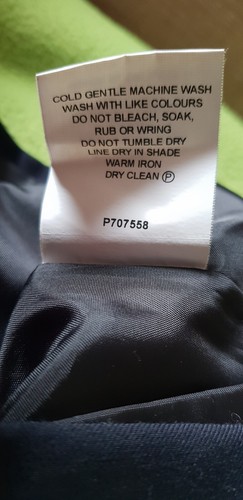 COLD GENTLE MACHINE WASH
WASH WITH LIKE COLOURS
DO NOT BLEACH, SOAK,
RUB OR WRING
DO NOT TUMBLE DRY
LINE DRY IN SHADE
WARM IRON
DRY CLEAN Ⓟ
P707558